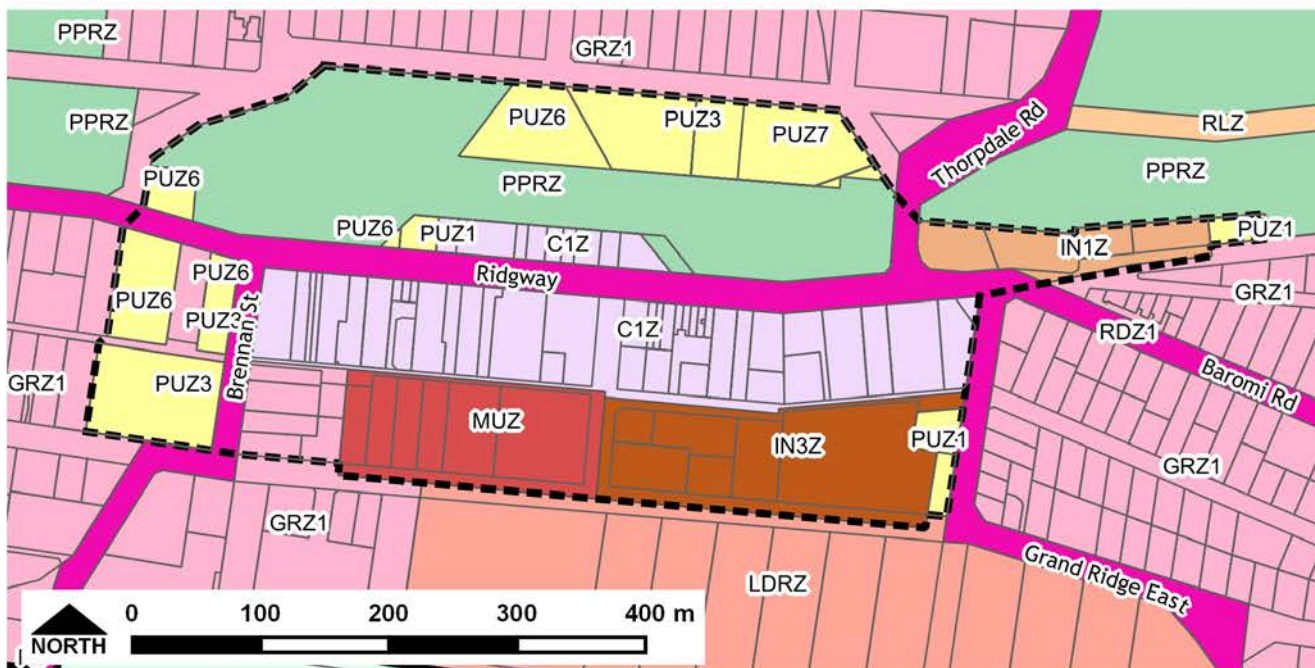 PPRZ
GRZ1
PPRZ
PUZ6
PUZ3
PUZ7
Thorpdale Rd
RLZ
PPRZ
PUZ6
PPRZ
PUZ6
PUZ1
C1Z
IN1Z
PUZ1
PUZ6
Ridgway
GRZ1
PUZ6
PUZ3
Brennan St
C1Z
RDZ1
Baromi Rd
GRZ1
PUZ3
MUZ
IN3Z
PUZ1
GRZ1
GRZ1
LDRZ
Grand Ridge East
0 100 200 300 400 m
NORTH